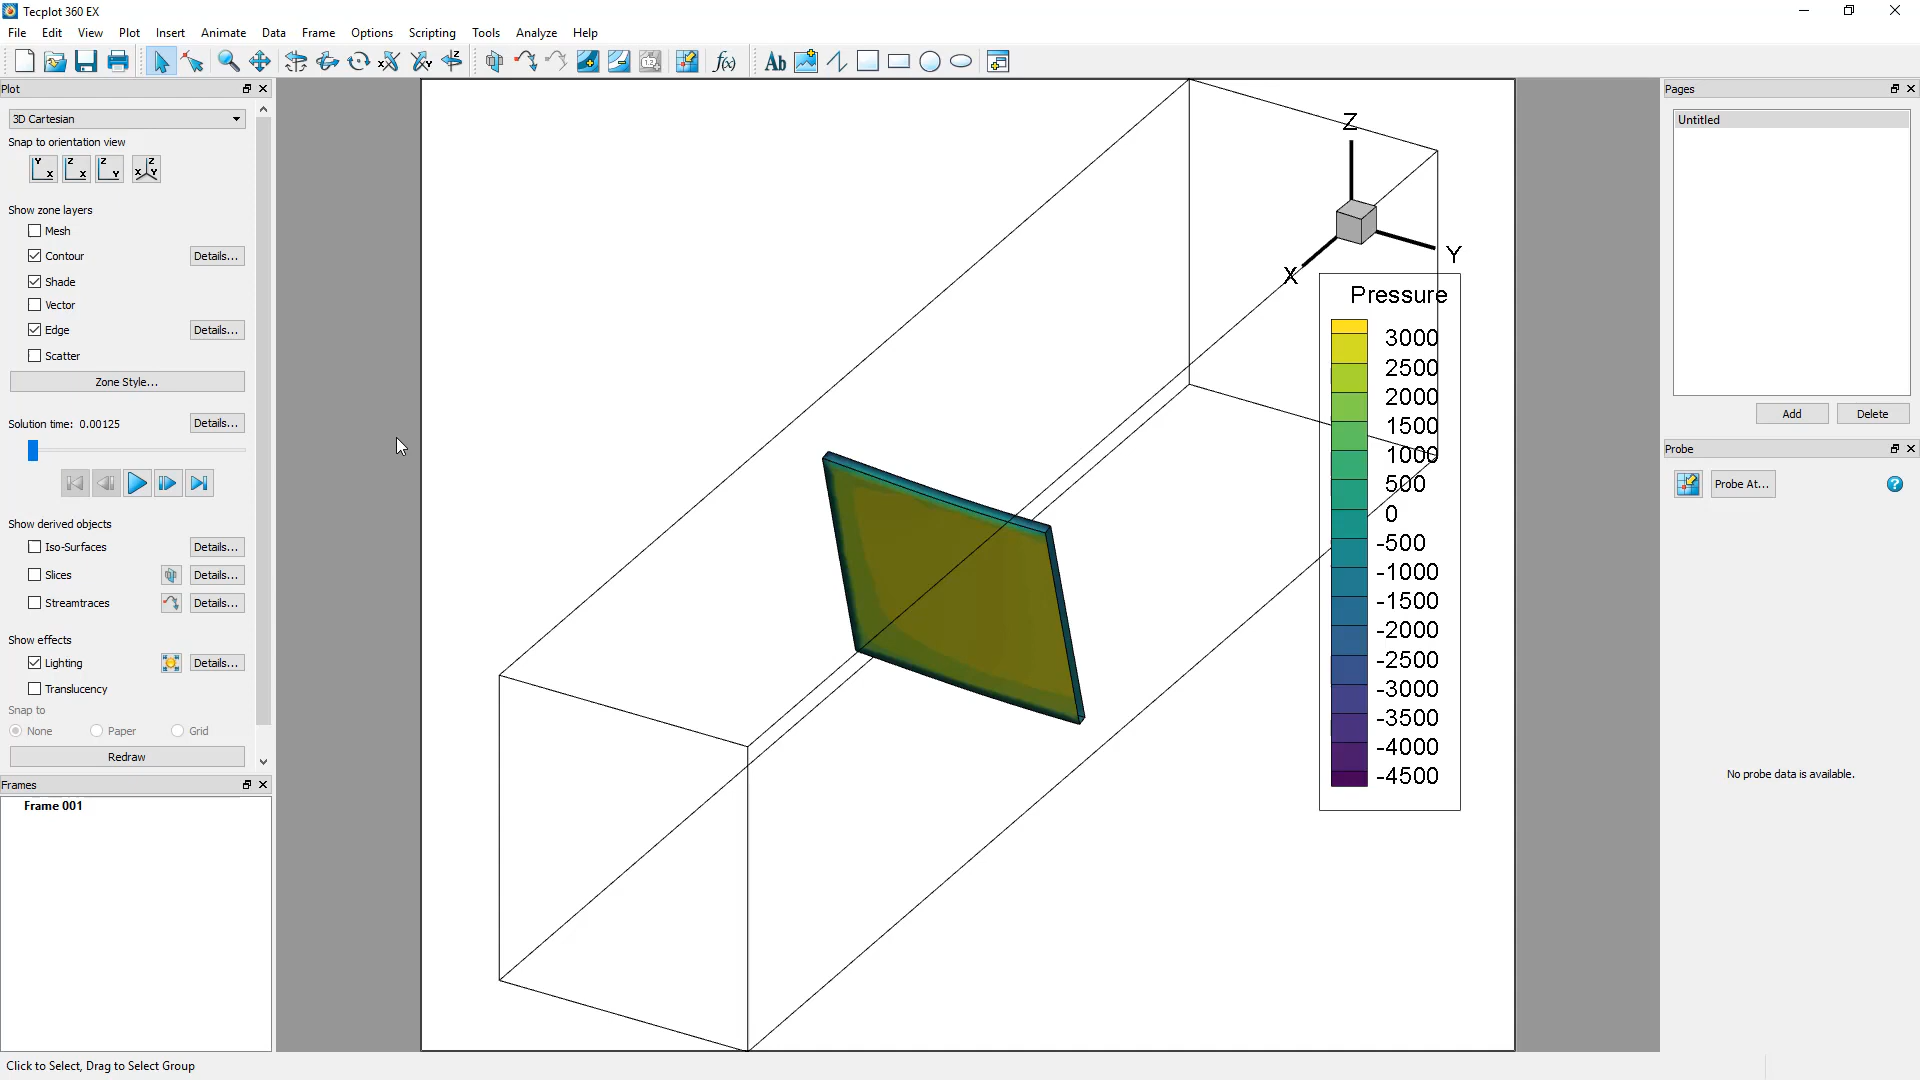 Tecplot 360 EX
File Edit View Plot Insert Animate Data Frame Options Scripting Tools Analyze Help
Ab
f(x)
Plot
3D Cartesian
Snap to orientation view
Y X
Z X
Z Y
X Z Y
Show zone layers
Mesh
Contour Details...
Shade
Vector
Edge Details...
Scatter
Zone Style...
Solution time: 0.00125 Details...
Show derived objects
Iso-Surfaces Details...
Slices Details...
Streamtraces Details...
Show effects
Lighting Details...
Translucency
Snap to
None Paper Grid
Redraw
Frames
Frame 001
Z
Y
X
Pressure
3000
2500
2000
1500
1000
500
0
-500
-1000
-1500
-2000
-2500
-3000
-3500
-4000
-4500
Pages
Untitled
Add Delete
Probe
Probe At... ?
No probe data is available.
Click to Select, Drag to Select Group